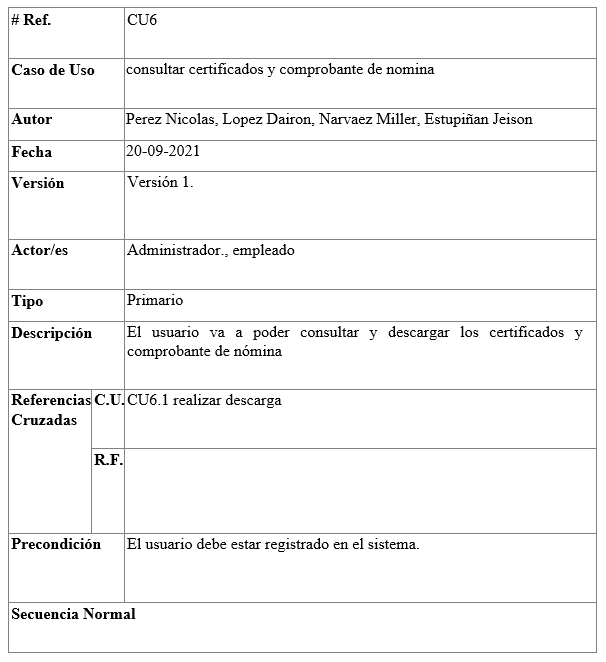 # Ref. CU6
Caso de Uso consultar certificados y comprobante de nomina
Autor Perez Nicolas, Lopez Dairon, Narvaez Miller, Estupiñan Jeison
Fecha 20-09-2021
Versión Versión 1.
Actor/es Administrador., empleado
Tipo Primario
Descripción El usuario va a poder consultar y descargar los certificados y
comprobante de nómina
Referencias C.U. CU6.1 realizar descarga
Cruzadas
R.F.
Precondición El usuario debe estar registrado en el sistema.
Secuencia Normal